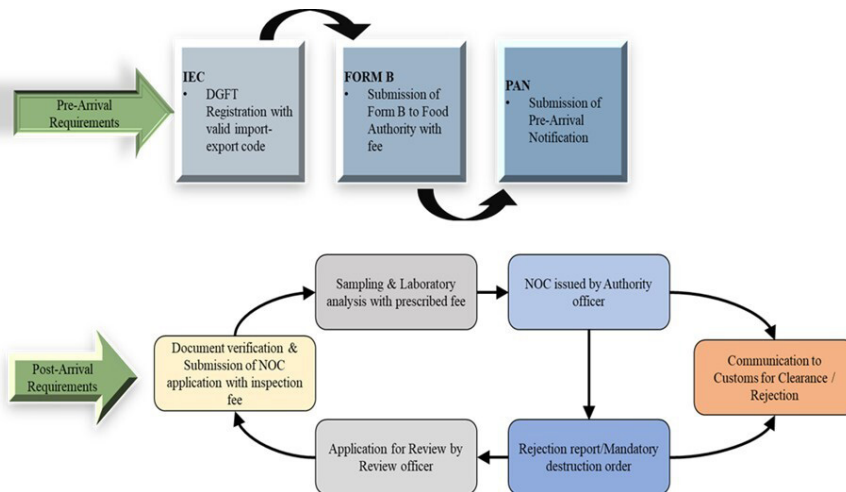 Pre-Arrival
Requirements
IEC
• DGFT
Registration with
valid import-
export code
FORM B
• Submission of
Form B to Food
Authority with
fee
PAN
• Submission of
Pre-Arrival
Notification
Post-Arrival
Requirements
Document verification &
Submission of NOC
application with inspection
fee
Sampling & Laboratory
analysis with prescribed fee
NOC issued by Authority
officer
Communication to
Customs for Clearance /
Rejection
Application for Review by
Review officer
Rejection report/Mandatory
destruction order